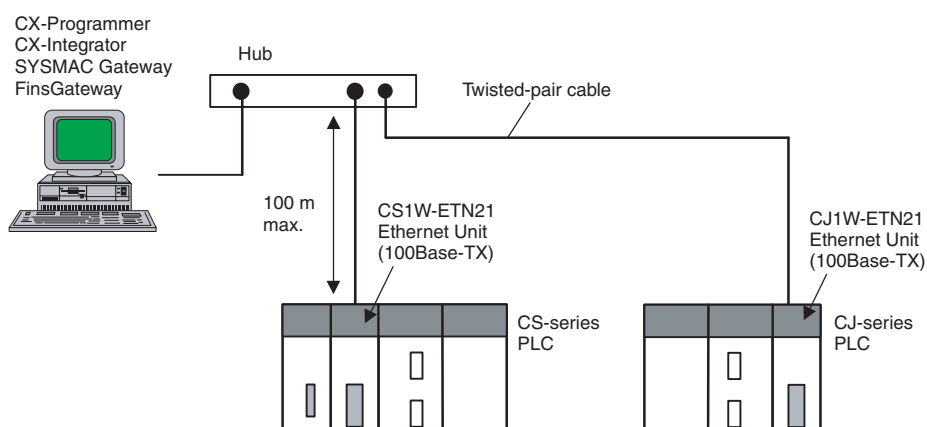 CX-Programmer
CX-Integrator
SYSMAC Gateway
FinsGateway
Hub
Twisted-pair cable
100 m
max.
CS1W-ETN21
Ethernet Unit
(100Base-TX)
CJ1W-ETN21
Ethernet Unit
(100Base-TX)
CS-series
PLC
CJ-series
PLC